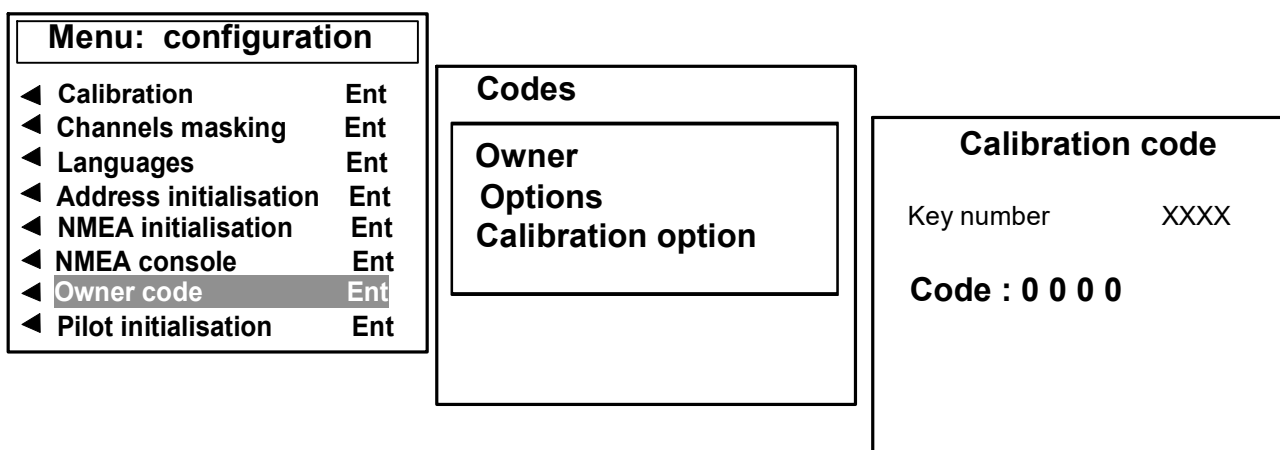 Menu: configuration
Calibration Ent
Channels masking Ent
Languages Ent
Address initialisation Ent
NMEA initialisation Ent
NMEA console Ent
Owner code Ent
Pilot initialisation Ent
Codes
Owner
Options
Calibration option
Calibration code
Key number XXXX
Code : 0 0 0 0